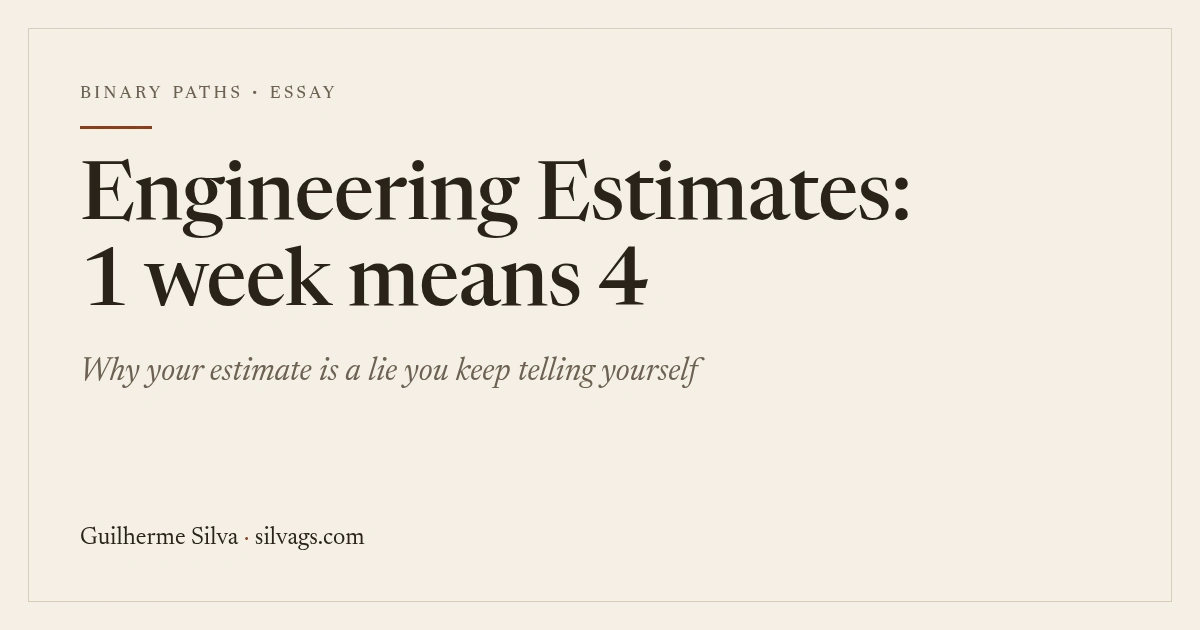 BINARY PATHS · ESSAY
Engineering Estimates:
1 week means 4
Why your estimate is a lie you keep telling yourself
Guilherme Silva · silvags.com